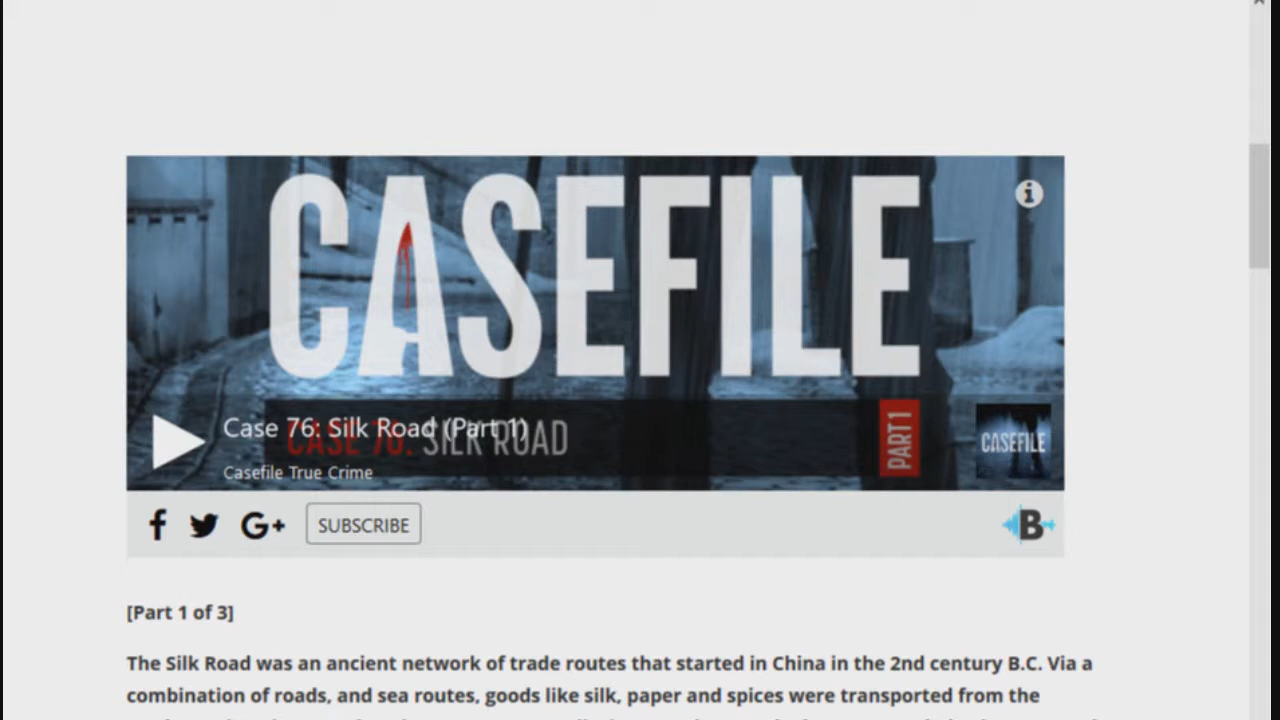 CASEFILE
Case 76: Silk Road (Part 1)
CASE 76: SILK ROAD
PART 1
CASEFILE
Casefile True Crime
G+
SUBSCRIBE
B
[Part 1 of 3]
The Silk Road was an ancient network of trade routes that started in China in the 2nd century B.C. Via a
combination of roads, and sea routes, goods like silk, paper and spices were transported from the